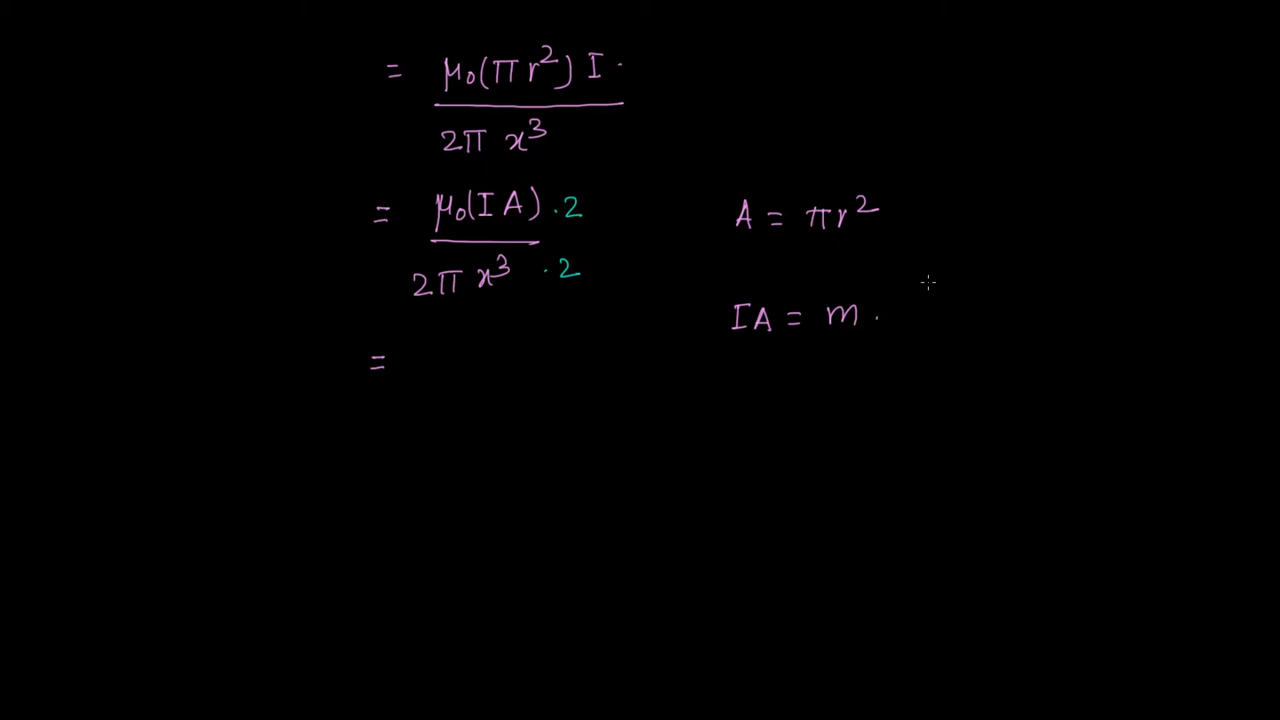 = μ₀(πr²) I ·
2π x³
= μ₀(I A) · 2
2π x³ · 2
A = πr²
IA = m .
=